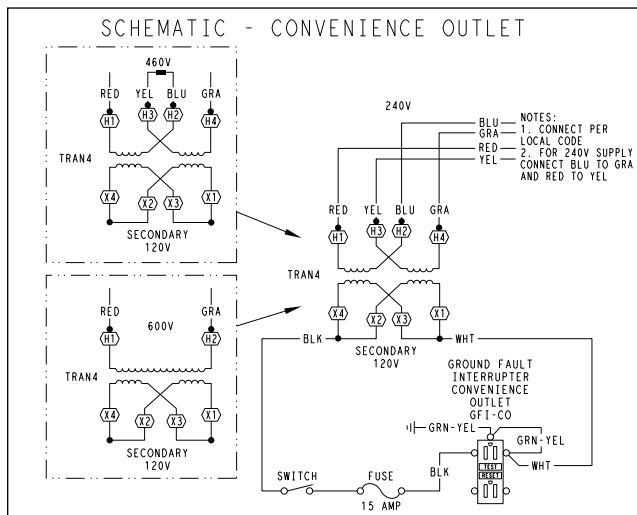 SCHEMATIC - CONVENIENCE OUTLET
460V
RED YEL BLU GRA
H1 H3 H2 H4
TRAN4
X4 X2 X3 X1
SECONDARY
120V
RED GRA
600V
H1 H2
TRAN4
X4 X2 X3 X1
SECONDARY
120V
240V
BLU
GRA
RED
YEL
NOTES:
1. CONNECT PER
LOCAL CODE
2. FOR 240V SUPPLY
CONNECT BLU TO GRA
AND RED TO YEL
RED YEL BLU GRA
H1 H3 H2 H4
TRAN4
X4 X2 X3 X1
BLK WHT
SECONDARY
120V
GROUND FAULT
INTERRUPTER
CONVENIENCE
OUTLET
GFI-CO
GRN-YEL
GRN-YEL
BLK
WHT
TEST
RESET
SWITCH FUSE
15 AMP